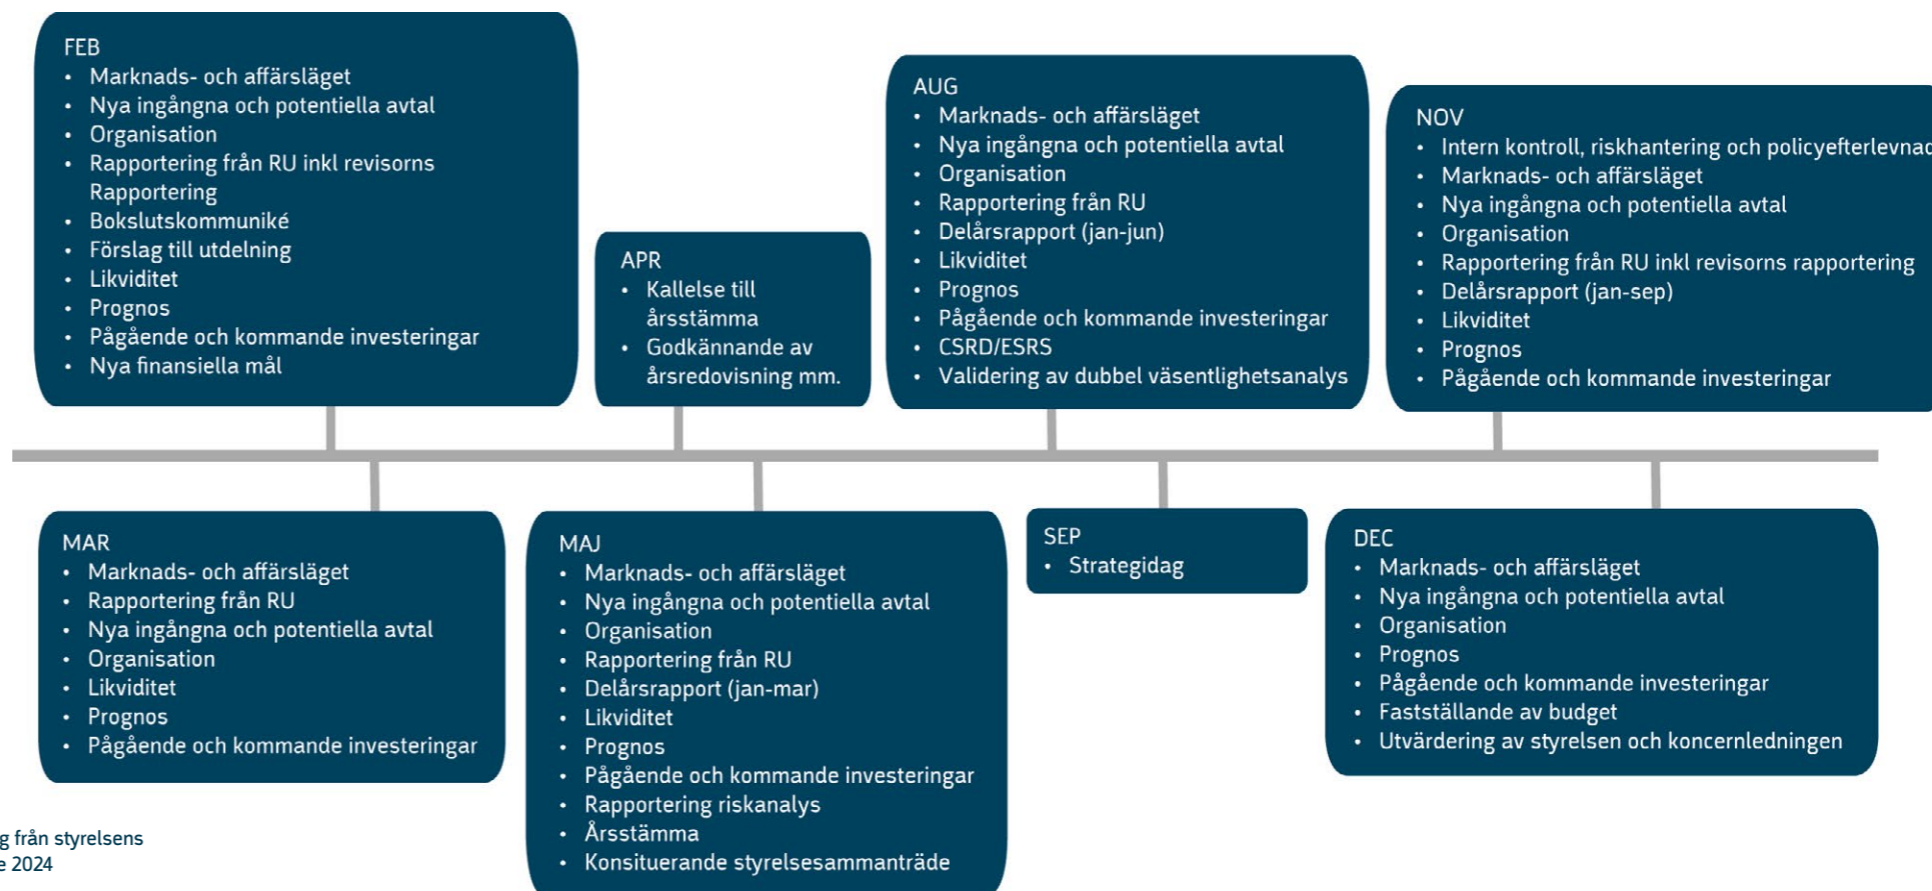 FEB
• Marknads- och affärsläget
• Nya ingångna och potentiella avtal
• Organisation
• Rapportering från RU inkl revisorns
Rapportering
• Bokslutskommuniké
• Förslag till utdelning
• Likviditet
• Prognos
• Pågående och kommande investeringar
• Nya finansiella mål
APR
• Kallelse till
årsstämma
• Godkännande av
årsredovisning mm.
AUG
• Marknads- och affärsläget
• Nya ingångna och potentiella avtal
• Organisation
• Rapportering från RU
• Delårsrapport (jan-jun)
• Likviditet
• Prognos
• Pågående och kommande investeringar
• CSRD/ESRS
• Validering av dubbel väsentlighetsanalys
NOV
• Intern kontroll, riskhantering och policyefterlevnad
• Marknads- och affärsläget
• Nya ingångna och potentiella avtal
• Organisation
• Rapportering från RU inkl revisorns rapportering
• Delårsrapport (jan-sep)
• Likviditet
• Prognos
• Pågående och kommande investeringar
MAR
• Marknads- och affärsläget
• Rapportering från RU
• Nya ingångna och potentiella avtal
• Organisation
• Likviditet
• Prognos
• Pågående och kommande investeringar
MAJ
• Marknads- och affärsläget
• Nya ingångna och potentiella avtal
• Organisation
• Rapportering från RU
• Delårsrapport (jan-mar)
• Likviditet
• Prognos
• Pågående och kommande investeringar
• Rapportering riskanalys
• Årsstämma
• Konsituerande styrelsesammanträde
SEP
• Strategidag
DEC
• Marknads- och affärsläget
• Nya ingångna och potentiella avtal
• Organisation
• Prognos
• Pågående och kommande investeringar
• Fastställande av budget
• Utvärdering av styrelsen och koncernledningen
från styrelsens
2024